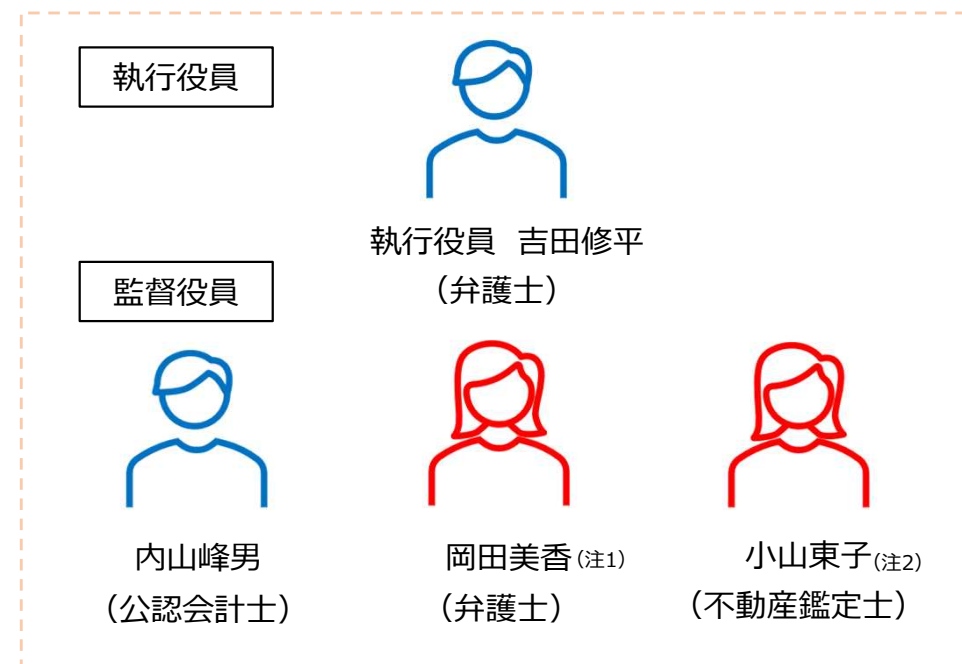 執行役員
執行役員 吉田修平
（弁護士）
監督役員
内山峰男
（公認会計士）
岡田美香(注1)
（弁護士）
小山東子(注2)
（不動産鑑定士）